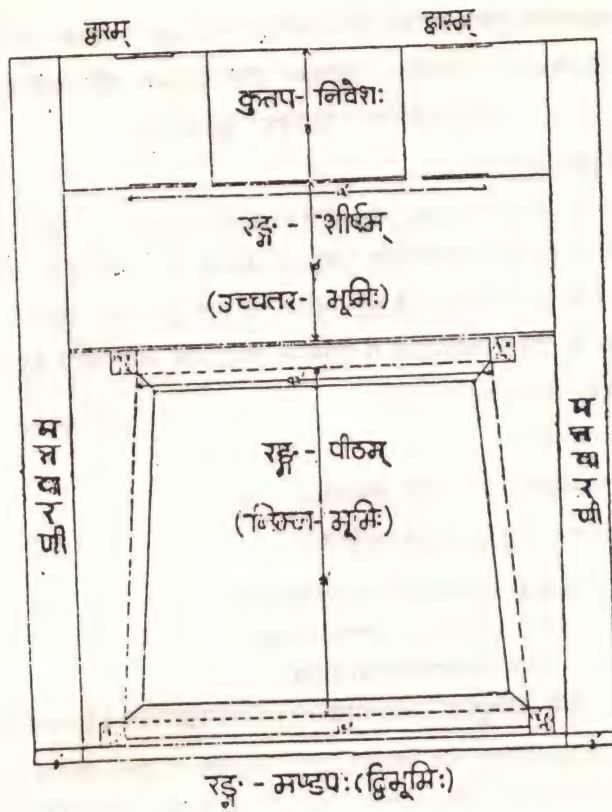 द्वारम् द्वारम्
कुतप-निवेशः
रङ्ग - शीर्षम्
(उच्चतर-भूमिः)
मत्तवारणी
मत्तवारणी
रङ्ग - पीठम्
(निम्न-भूमिः)
रङ्ग - मण्डपः(द्विभूमिः)